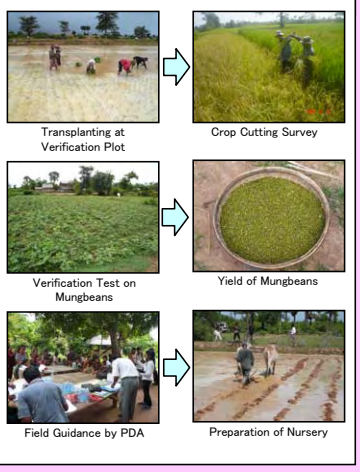 Transplanting at
Verification Plot
Crop Cutting Survey
Verification Test on
Mungbeans
Yield of Mungbeans
Field Guidance by PDA
Preparation of Nursery